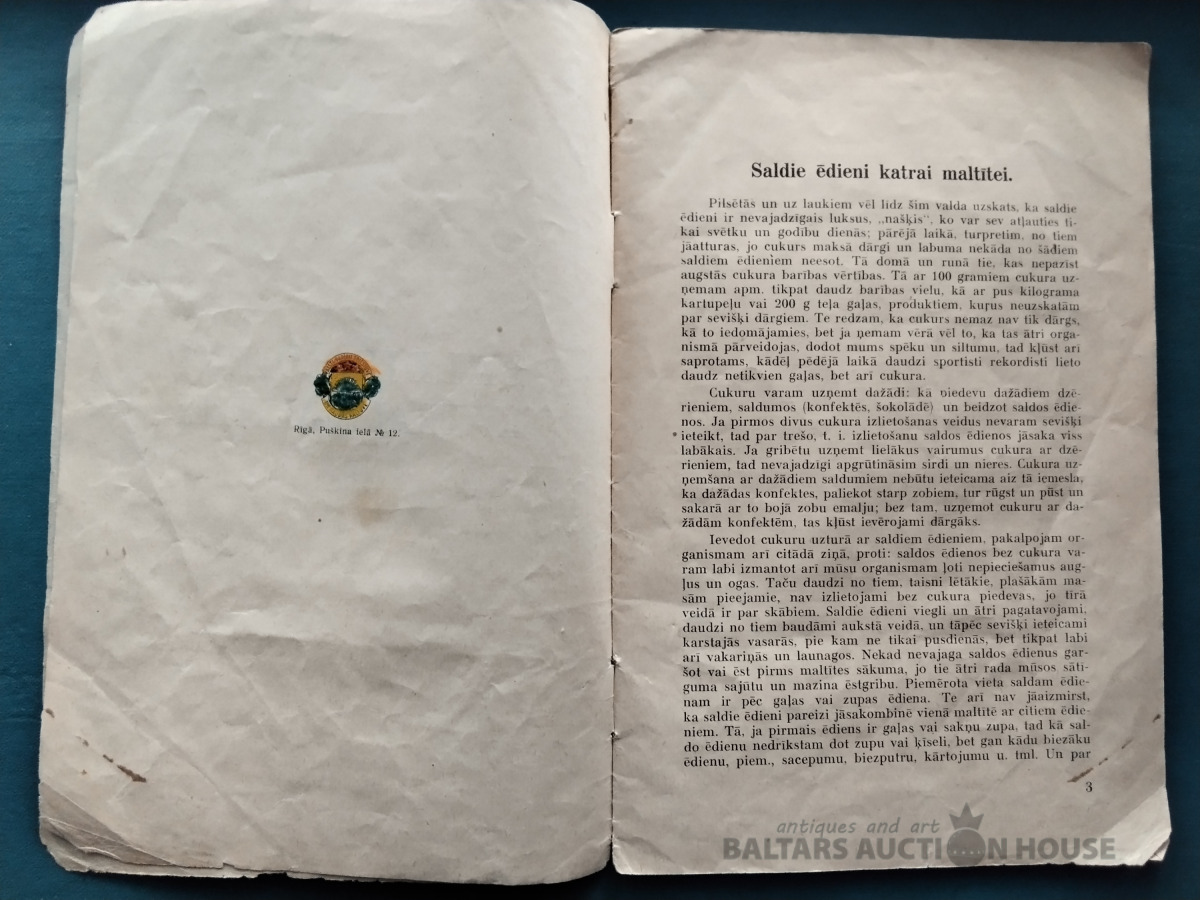 Rīgā, Puškina ielā № 12.
Saldie ēdieni katrai maltītei.
Pilsētās un uz laukiem vēl līdz šim valda uzskats, ka saldie
ēdieni ir nevajadzīgais luksus, „našķis“, ko var sev atļauties ti-
kai svētku un godību dienās; pārējā laikā, turpretim, no tiem
jāatturas, jo cukurs maksā dārgi un labuma nekāda no šādiem
saldiem ēdieniem neesot. Tā domā un runā tie, kas nepazīst
augstās cukura barības vērtības. Tā ar 100 gramiem cukura uz-
ņemam apm. tikpat daudz barības vielu, kā ar pus kilograma
kartupeļu vai 200 g teļa gaļas, produktiem, kuŗus neuzskatām
par sevišķi dārgiem. Te redzam, ka cukurs nemaz nav tik dārgs,
kā to iedomājamies, bet ja ņemam vērā vēl to, ka tas ātri orga-
nismā pārveidojas, dodot mums spēku un siltumu, tad kļūst arī
saprotams, kādēļ pēdējā laikā daudzi sportisti rekordisti lieto
daudz netikvien gaļas, bet arī cukura.
Cukuru varam uzņemt dažādi: kā piedevu dažādiem dzē-
rieniem, saldumos (konfektēs, šokolādē) un beidzot saldos ēdie-
nos. Ja pirmos divus cukura izlietošanas veidus nevaram sevišķi
ieteikt, tad par trešo, t. i. izlietošanu saldos ēdienos jāsaka viss
labākais. Ja gribētu uzņemt lielākus vairumus cukura ar dzē-
rieniem, tad nevajadzīgi apgrūtināsim sirdi un nieres. Cukura uz-
ņemšana ar dažādiem saldumiem nebūtu ieteicama aiz tā iemesla,
ka dažādas konfektes, paliekot starp zobiem, tur rūgst un pūst un
sakarā ar to bojā zobu emalju; bez tam, uzņemot cukuru ar da-
žādām konfektēm, tas kļūst ievērojami dārgāks.
Ievedot cukuru uzturā ar saldiem ēdieniem, pakalpojam or-
ganismam arī citādā ziņā, proti: saldos ēdienos bez cukura va-
ram labi izmantot arī mūsu organismam ļoti nepieciešamus aug-
ļus un ogas. Taču daudzi no tiem, taisni lētākie, plašākām ma-
sām pieejamie, nav izlietojami bez cukura piedevas, jo tīrā
veidā ir par skābiem. Saldie ēdieni viegli un ātri pagatavojami,
daudzi no tiem baudāmi aukstā veidā, un tāpēc sevišķi ieteicami
karstajās vasarās, pie kam ne tikai pusdienās, bet tikpat labi
arī vakariņās un launagos. Nekad nevajaga saldos ēdienus gar-
šot vai ēst pirms maltītes sākuma, jo tie ātri rada mūsos sāti-
guma sajūtu un mazina ēstgribu. Piemērota vieta saldam ēdie-
nam ir pēc gaļas vai zupas ēdiena. Te arī nav jāaizmirst,
ka saldie ēdieni pareizi jāsakombinē vienā maltītē ar citiem ēdie-
niem. Tā, ja pirmais ēdiens ir gaļas vai sakņu zupa, tad kā sal-
do ēdienu nedrīkstam dot zupu vai ķīseli, bet gan kādu biezāku
ēdienu, piem., sacepumu, biezputru, kārtojumu u. tml. Un par
3
antiques and art
BALTARS AUCTION HOUSE